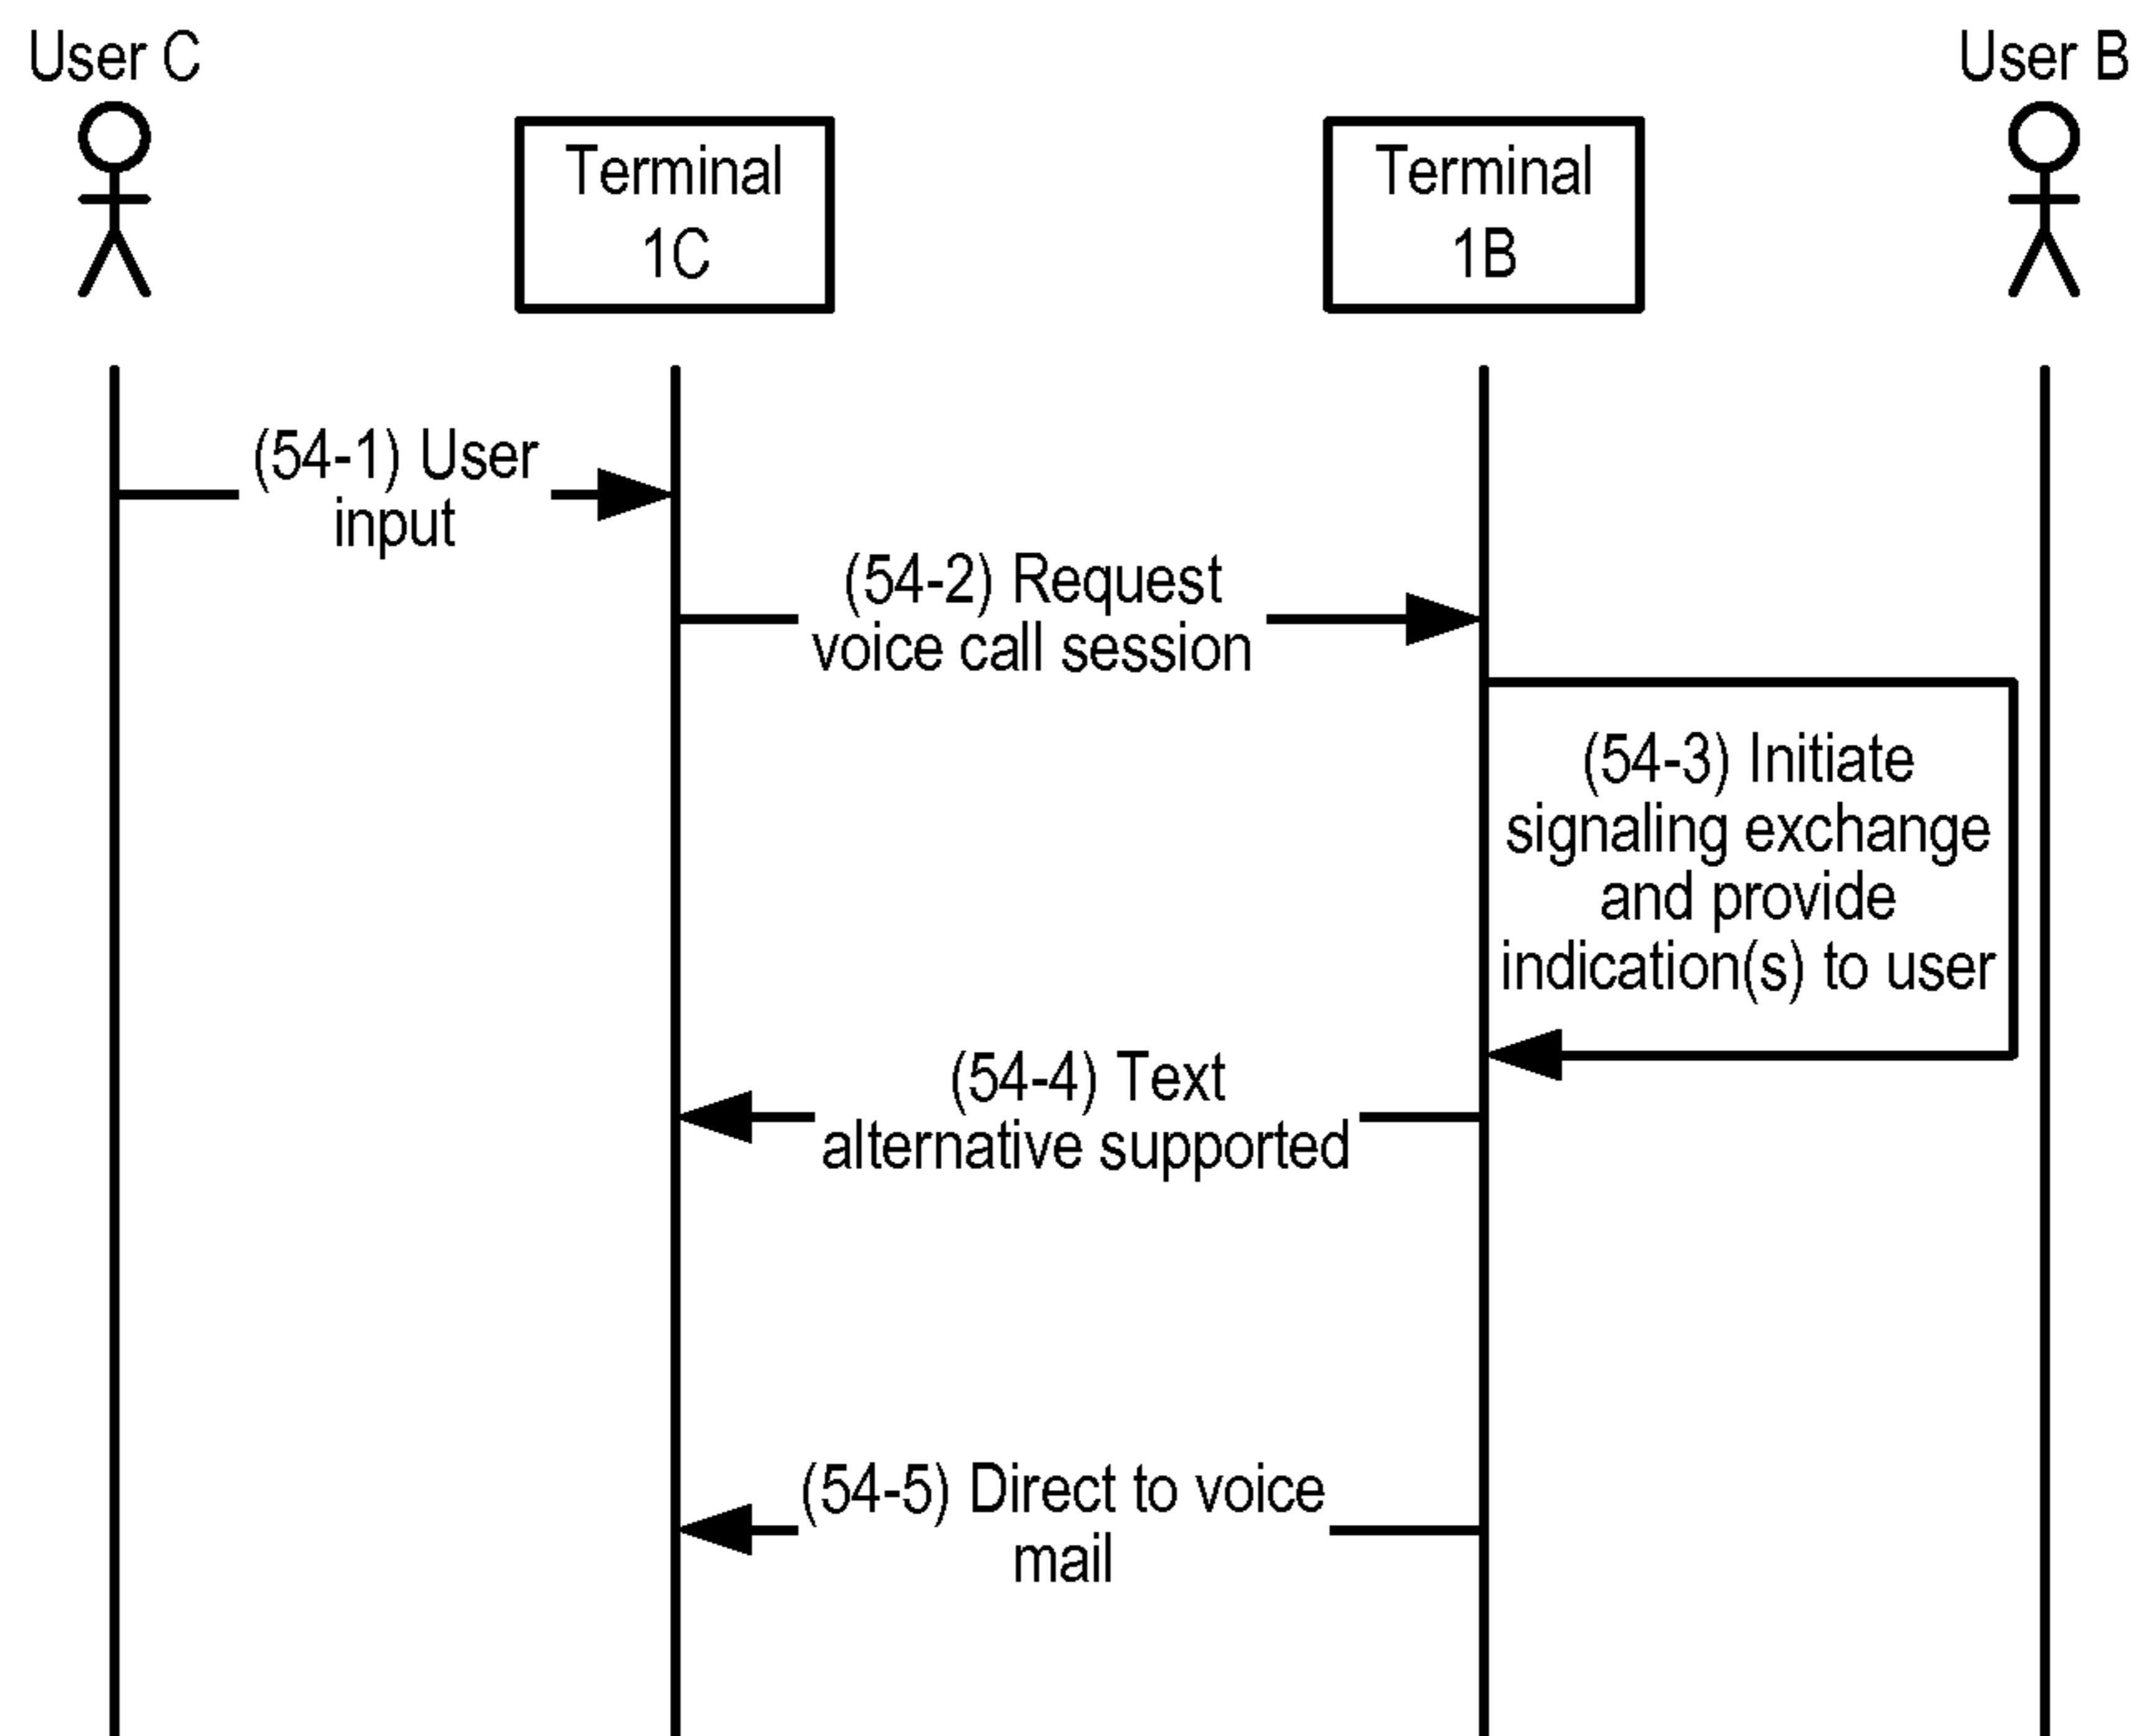 User C
User B
Terminal
1C
Terminal
1B
(54-1) User
input
(54-2) Request
voice call session
(54-3) Initiate
signaling exchange
and provide
indication(s) to user
(54-4) Text
alternative supported
(54-5) Direct to voice
mail